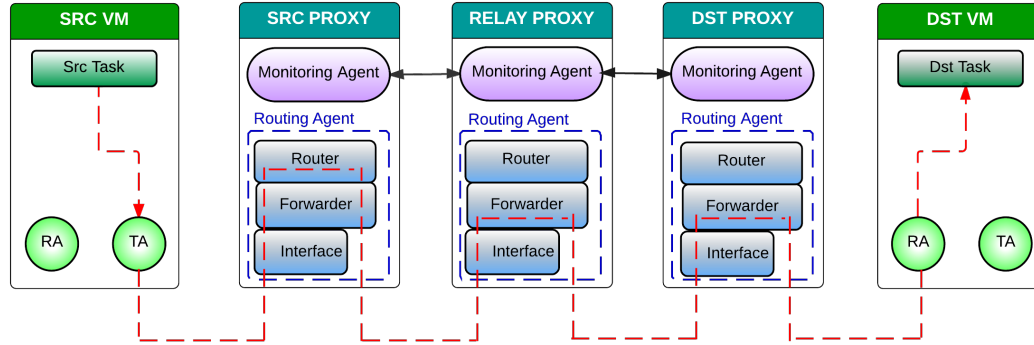 SRC VM
Src Task
RA
TA
SRC PROXY
Monitoring Agent
Routing Agent
Router
Forwarder
Interface
RELAY PROXY
Monitoring Agent
Routing Agent
Router
Forwarder
Interface
DST PROXY
Monitoring Agent
Routing Agent
Router
Forwarder
Interface
DST VM
Dst Task
RA
TA